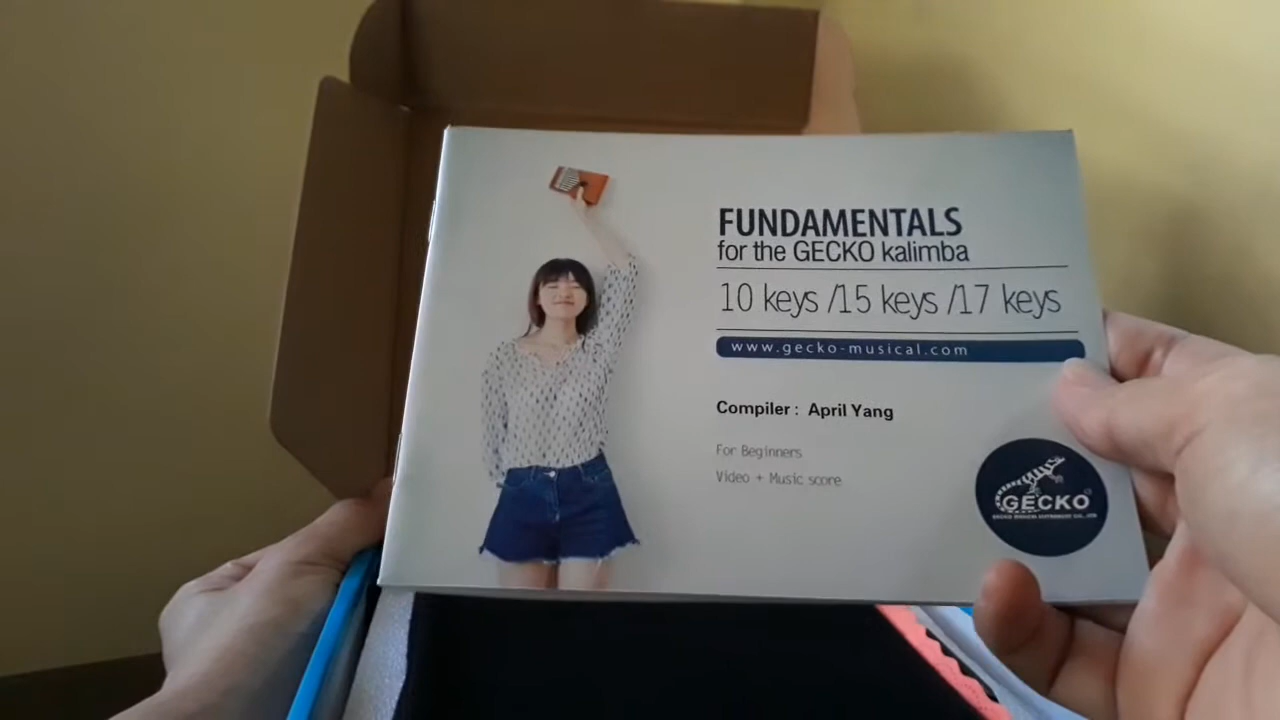 FUNDAMENTALS
for the GECKO kalimba
10 keys /15 keys /17 keys
www.gecko-musical.com
Compiler : April Yang
For Beginners
Video + Music score
GECKO